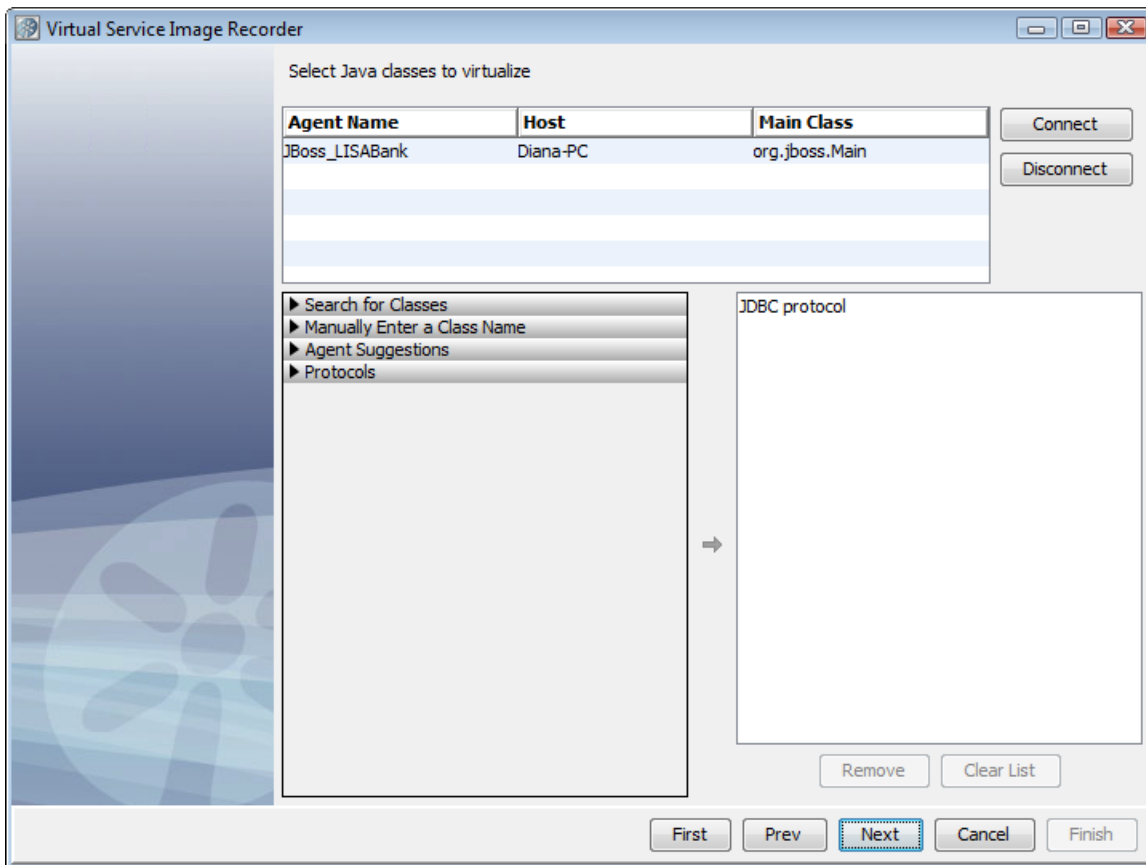 Virtual Service Image Recorder
Select Java classes to virtualize
Agent Name Host Main Class
JBoss_LISABank Diana-PC org.jboss.Main
Connect
Disconnect
Search for Classes
Manually Enter a Class Name
Agent Suggestions
Protocols
JDBC protocol
Remove Clear List
First Prev Next Cancel Finish